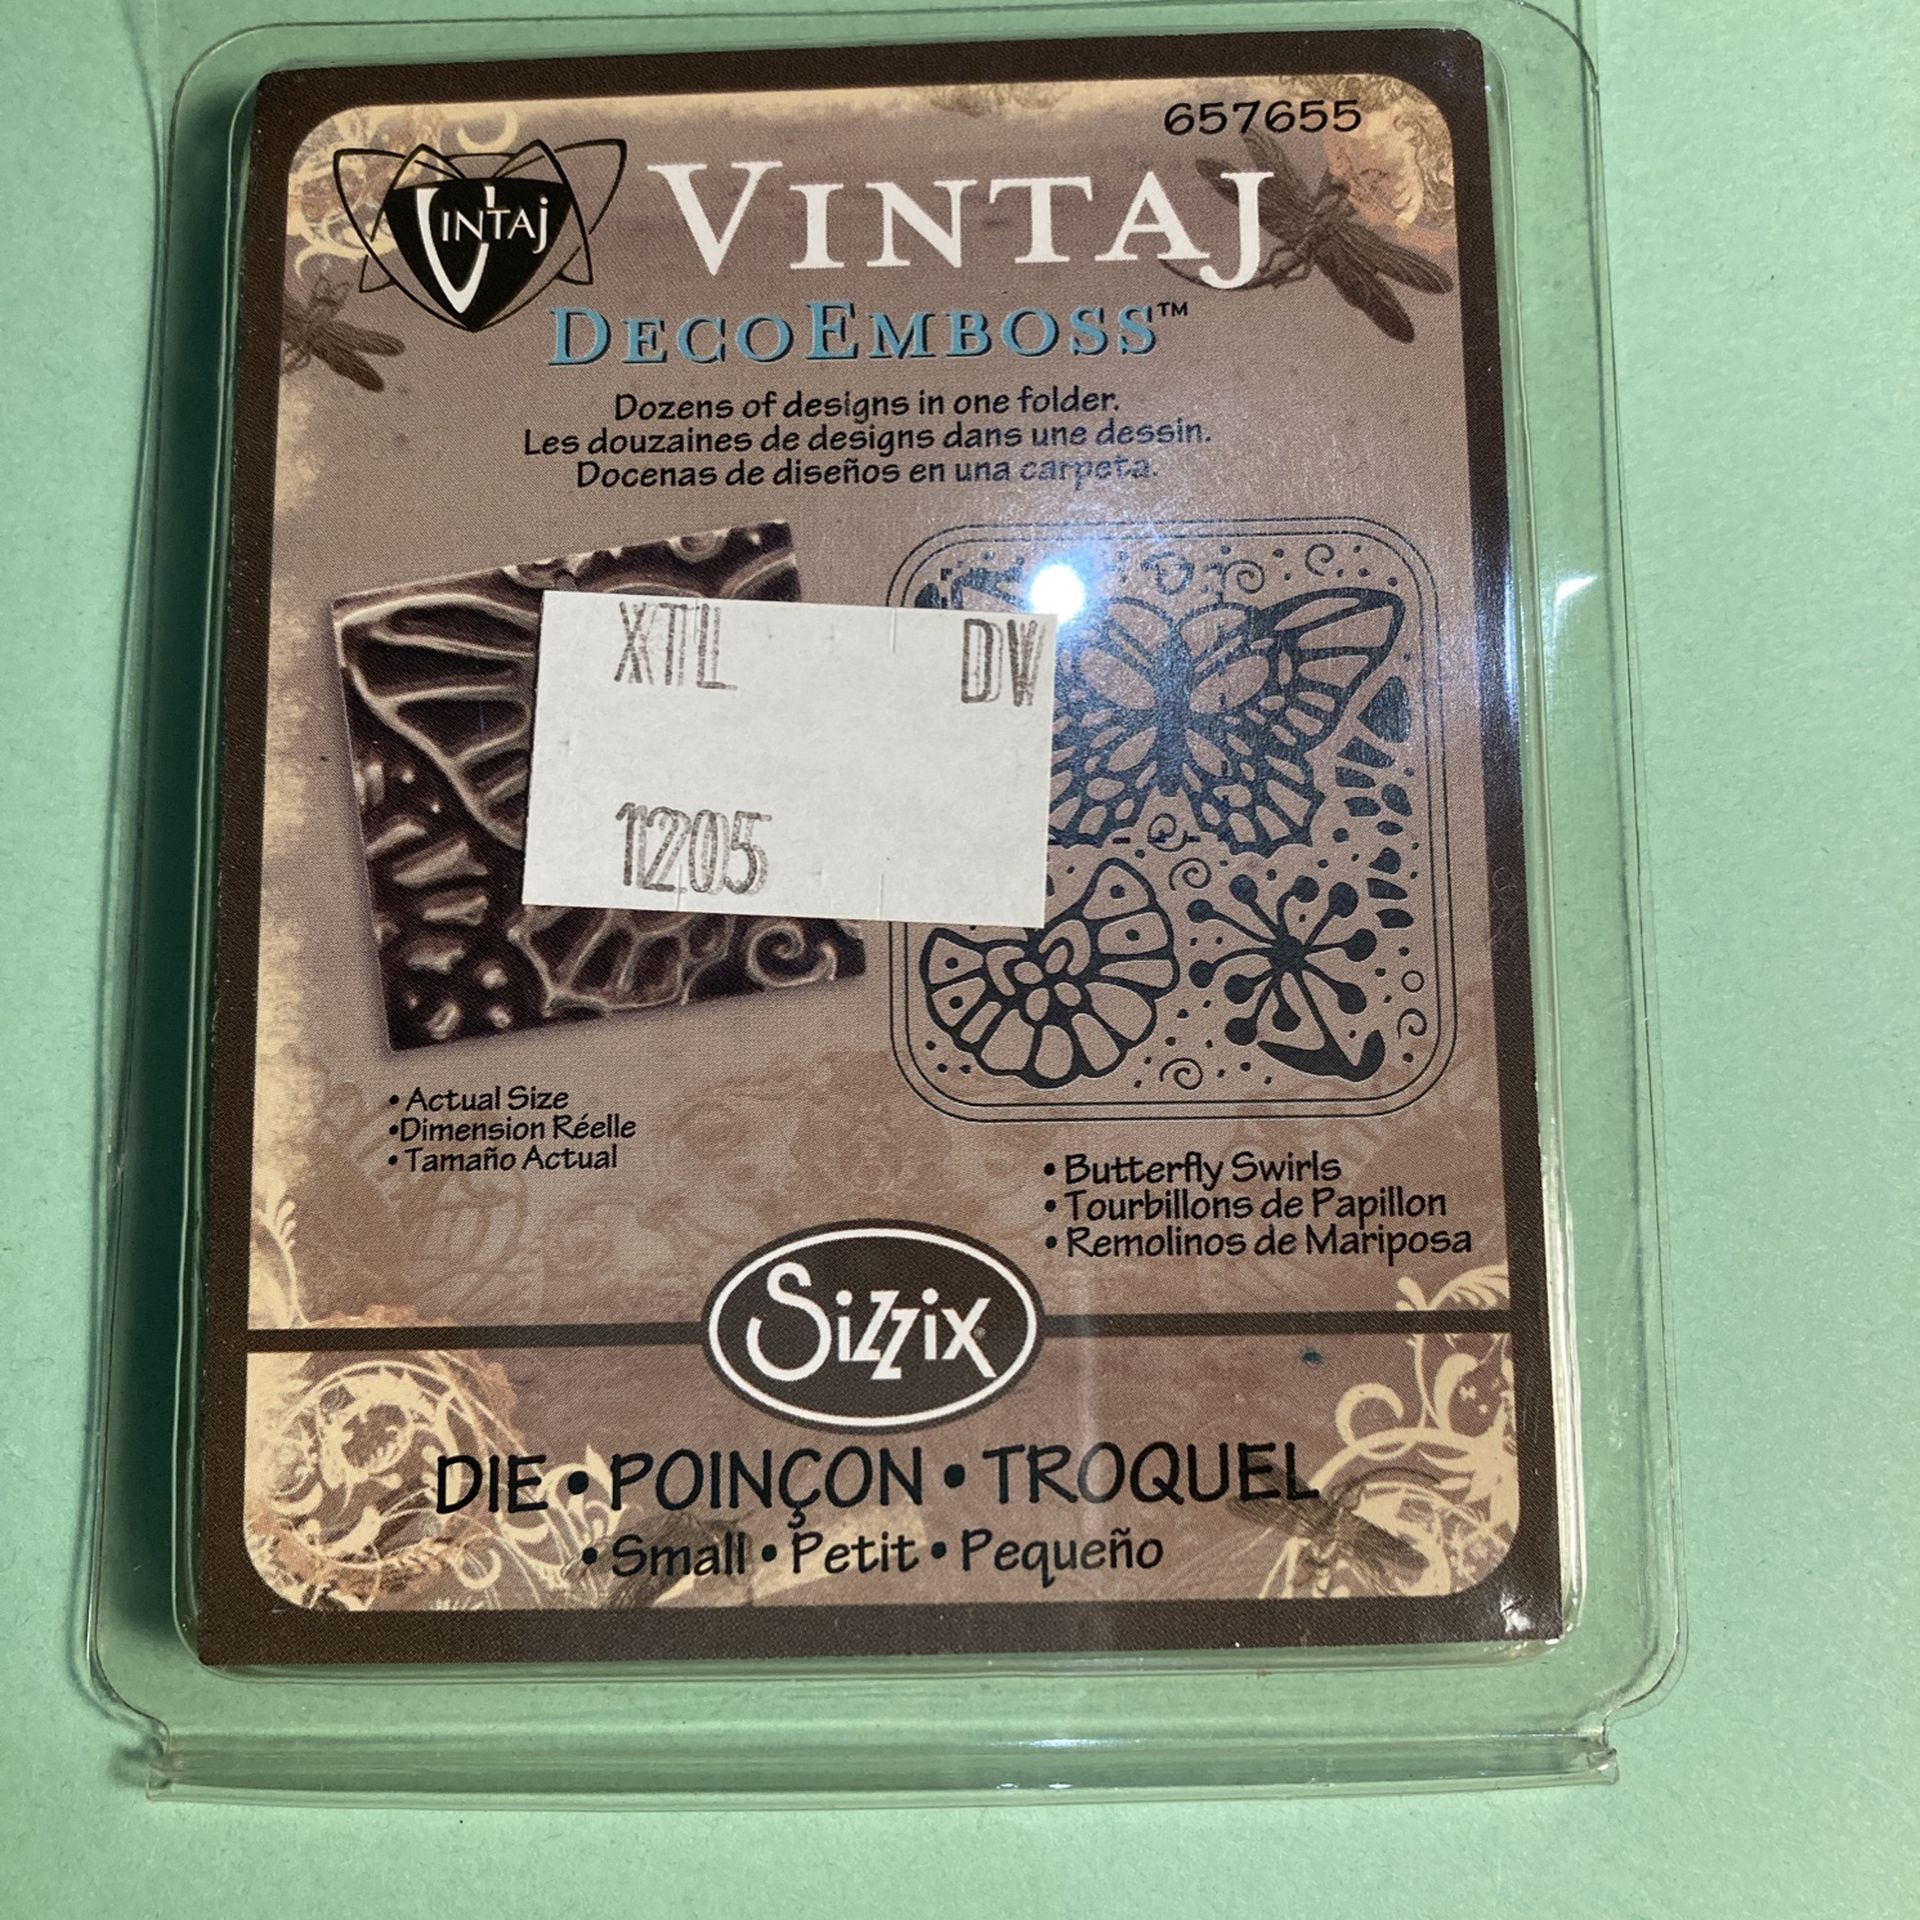 657655
VINTAJ
VINTAJ
DECOEMBOSS™
Dozens of designs in one folder.
Les douzaines de designs dans une dessin.
Docenas de diseños en una carpeta.
XTL DV
1205
• Actual Size
•Dimension Réelle
• Tamaño Actual
• Butterfly Swirls
• Tourbillons de Papillon
• Remolinos de Mariposa
Sizzix
DIE • POINÇON • TROQUEL
• Small • Petit • Pequeño